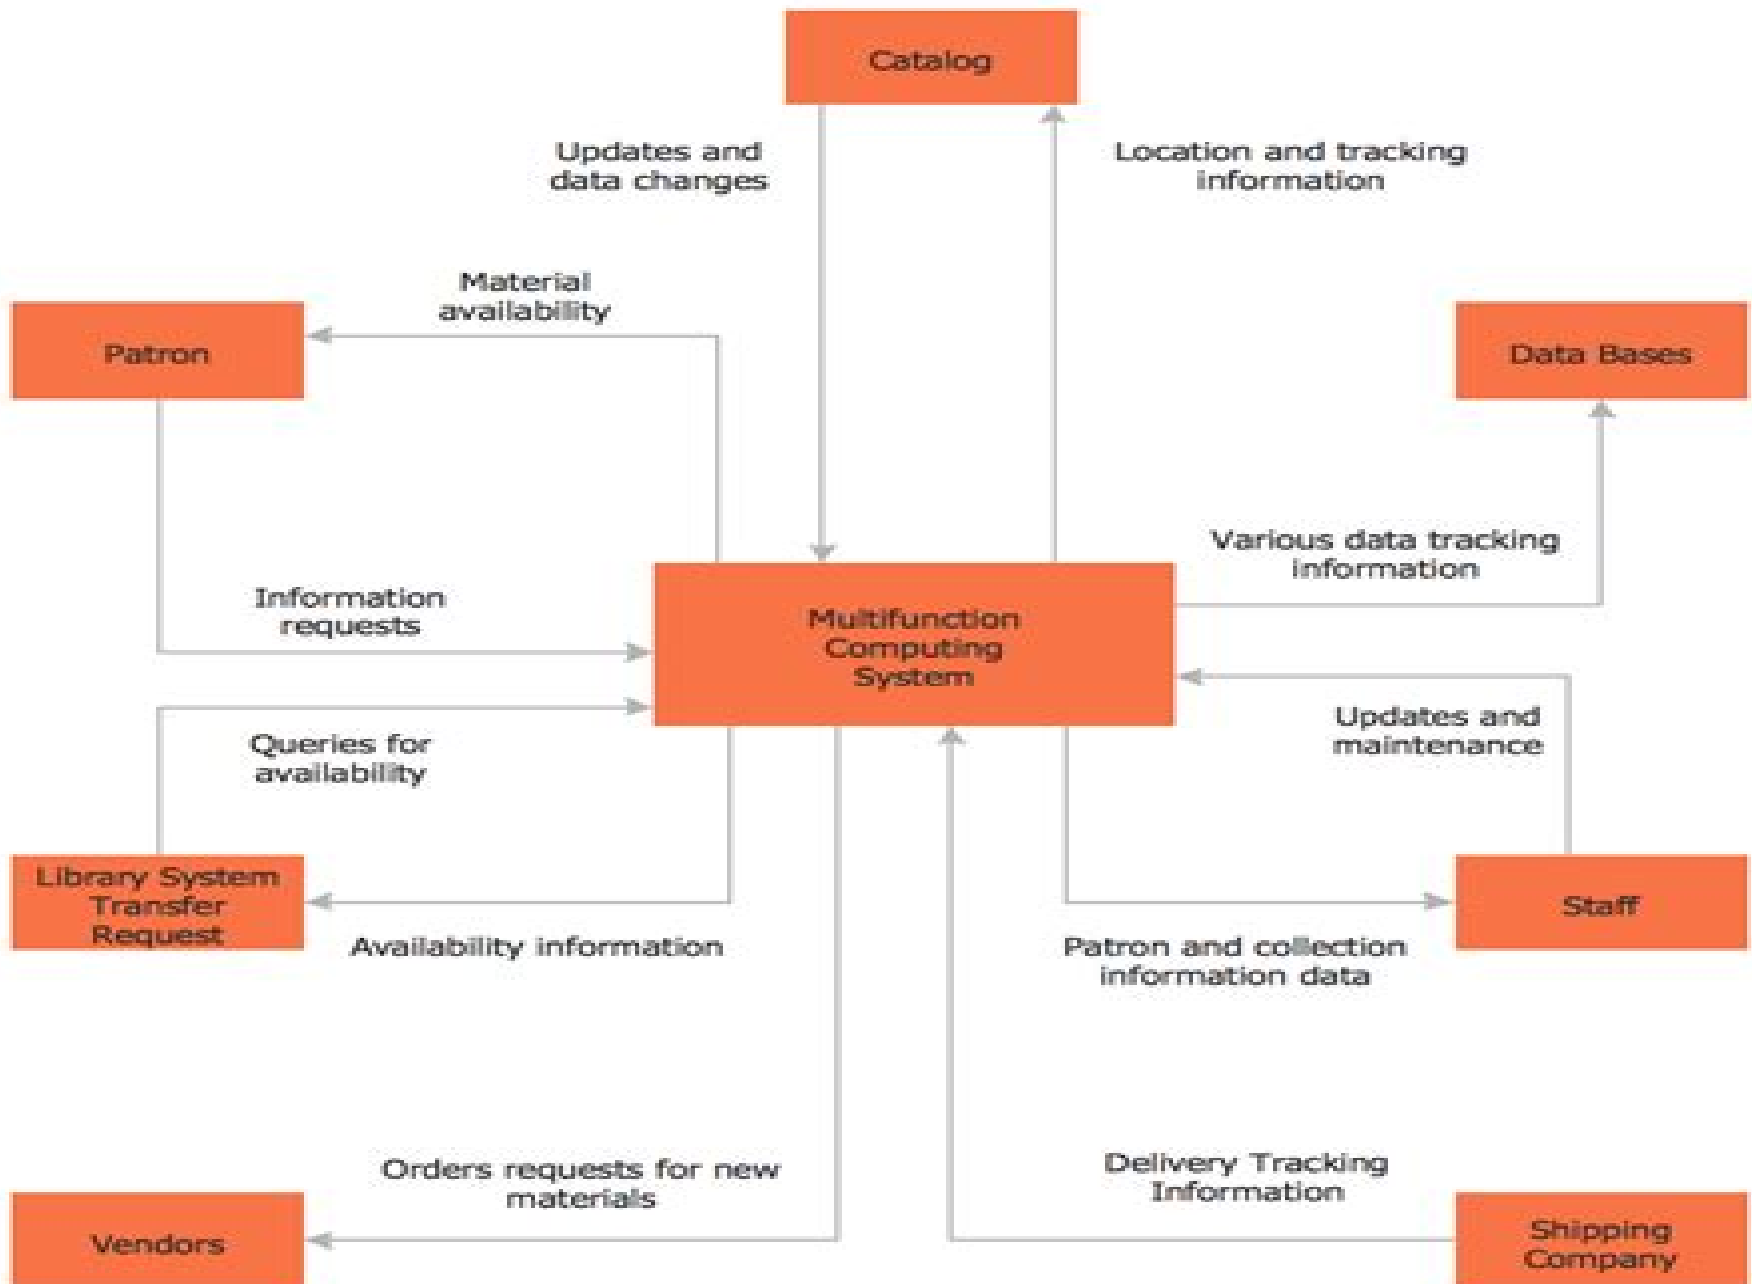 Catalog
Updates and
data changes
Location and tracking
information
Material
availability
Patron
Data Bases
Various data tracking
information
Information
requests
Multifunction
Computing
System
Updates and
maintenance
Queries for
availability
Library System
Transfer
Request
Staff
Availability information
Patron and collection
information data
Orders requests for new
materials
Delivery Tracking
Information
Vendors
Shipping
Company